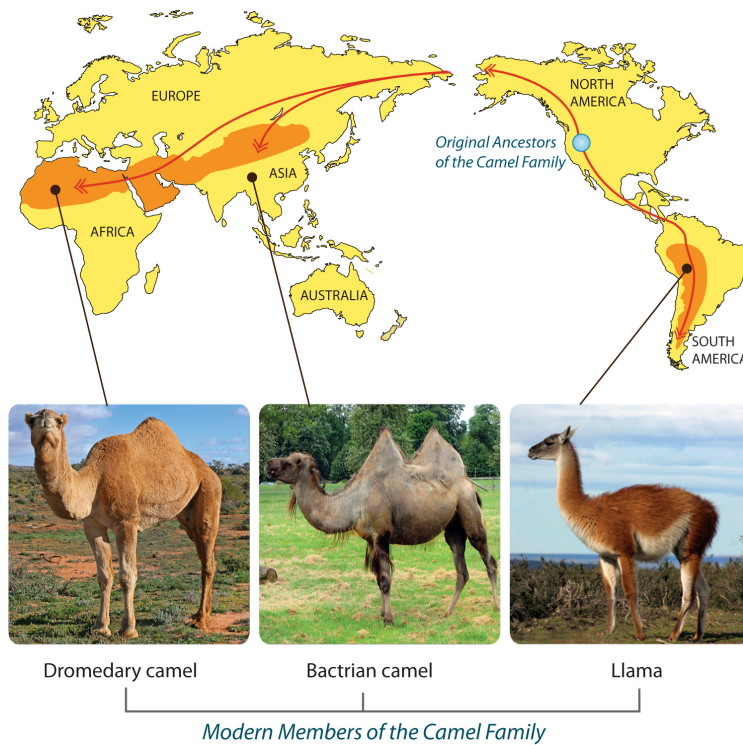 EUROPE
NORTH
AMERICA
Original Ancestors
of the Camel Family
ASIA
AFRICA
AUSTRALIA
SOUTH
AMERICA
Dromedary camel
Bactrian camel
Llama
Modern Members of the Camel Family